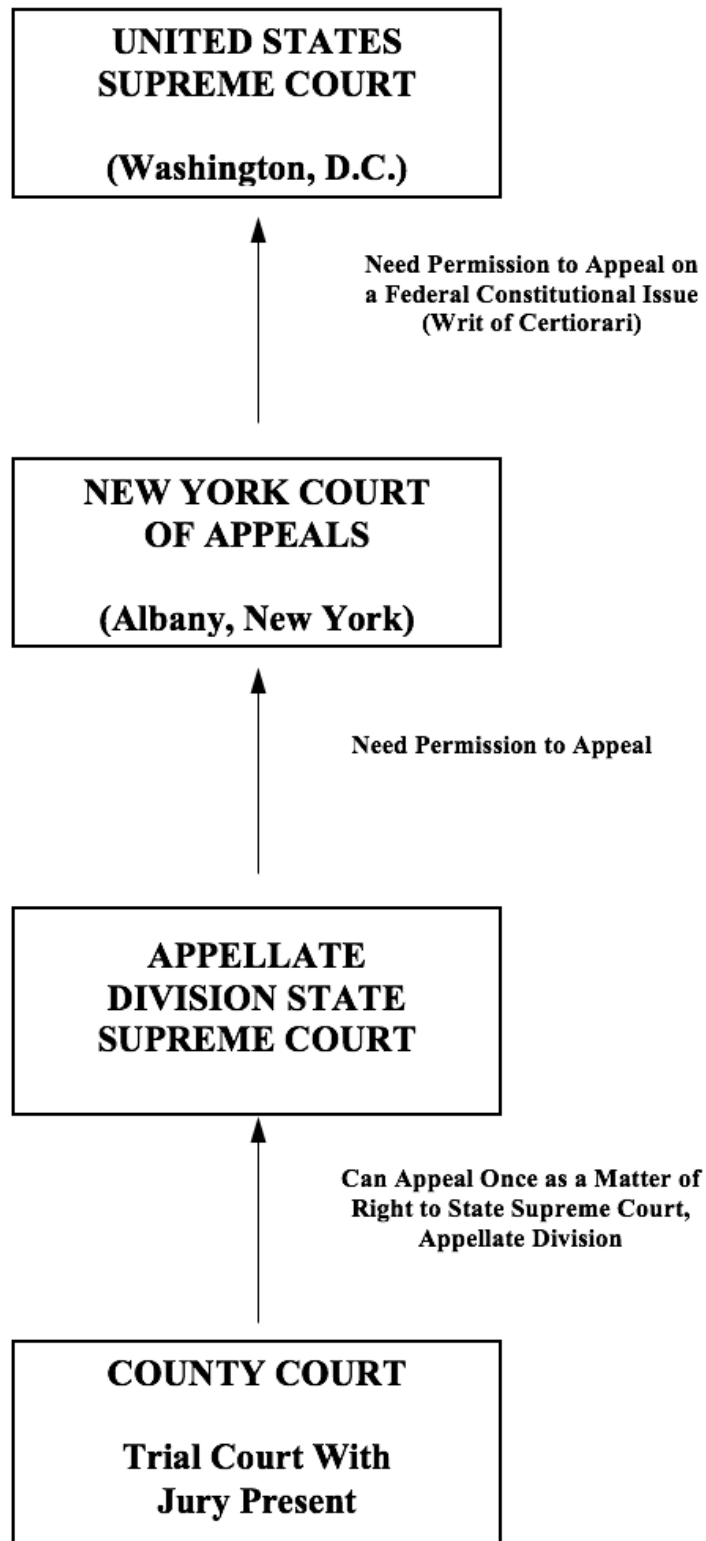 UNITED STATES
SUPREME COURT
(Washington, D.C.)
Need Permission to Appeal on
a Federal Constitutional Issue
(Writ of Certiorari)
NEW YORK COURT
OF APPEALS
(Albany, New York)
Need Permission to Appeal
APPELLATE
DIVISION STATE
SUPREME COURT
Can Appeal Once as a Matter of
Right to State Supreme Court,
Appellate Division
COUNTY COURT
Trial Court With
Jury Present